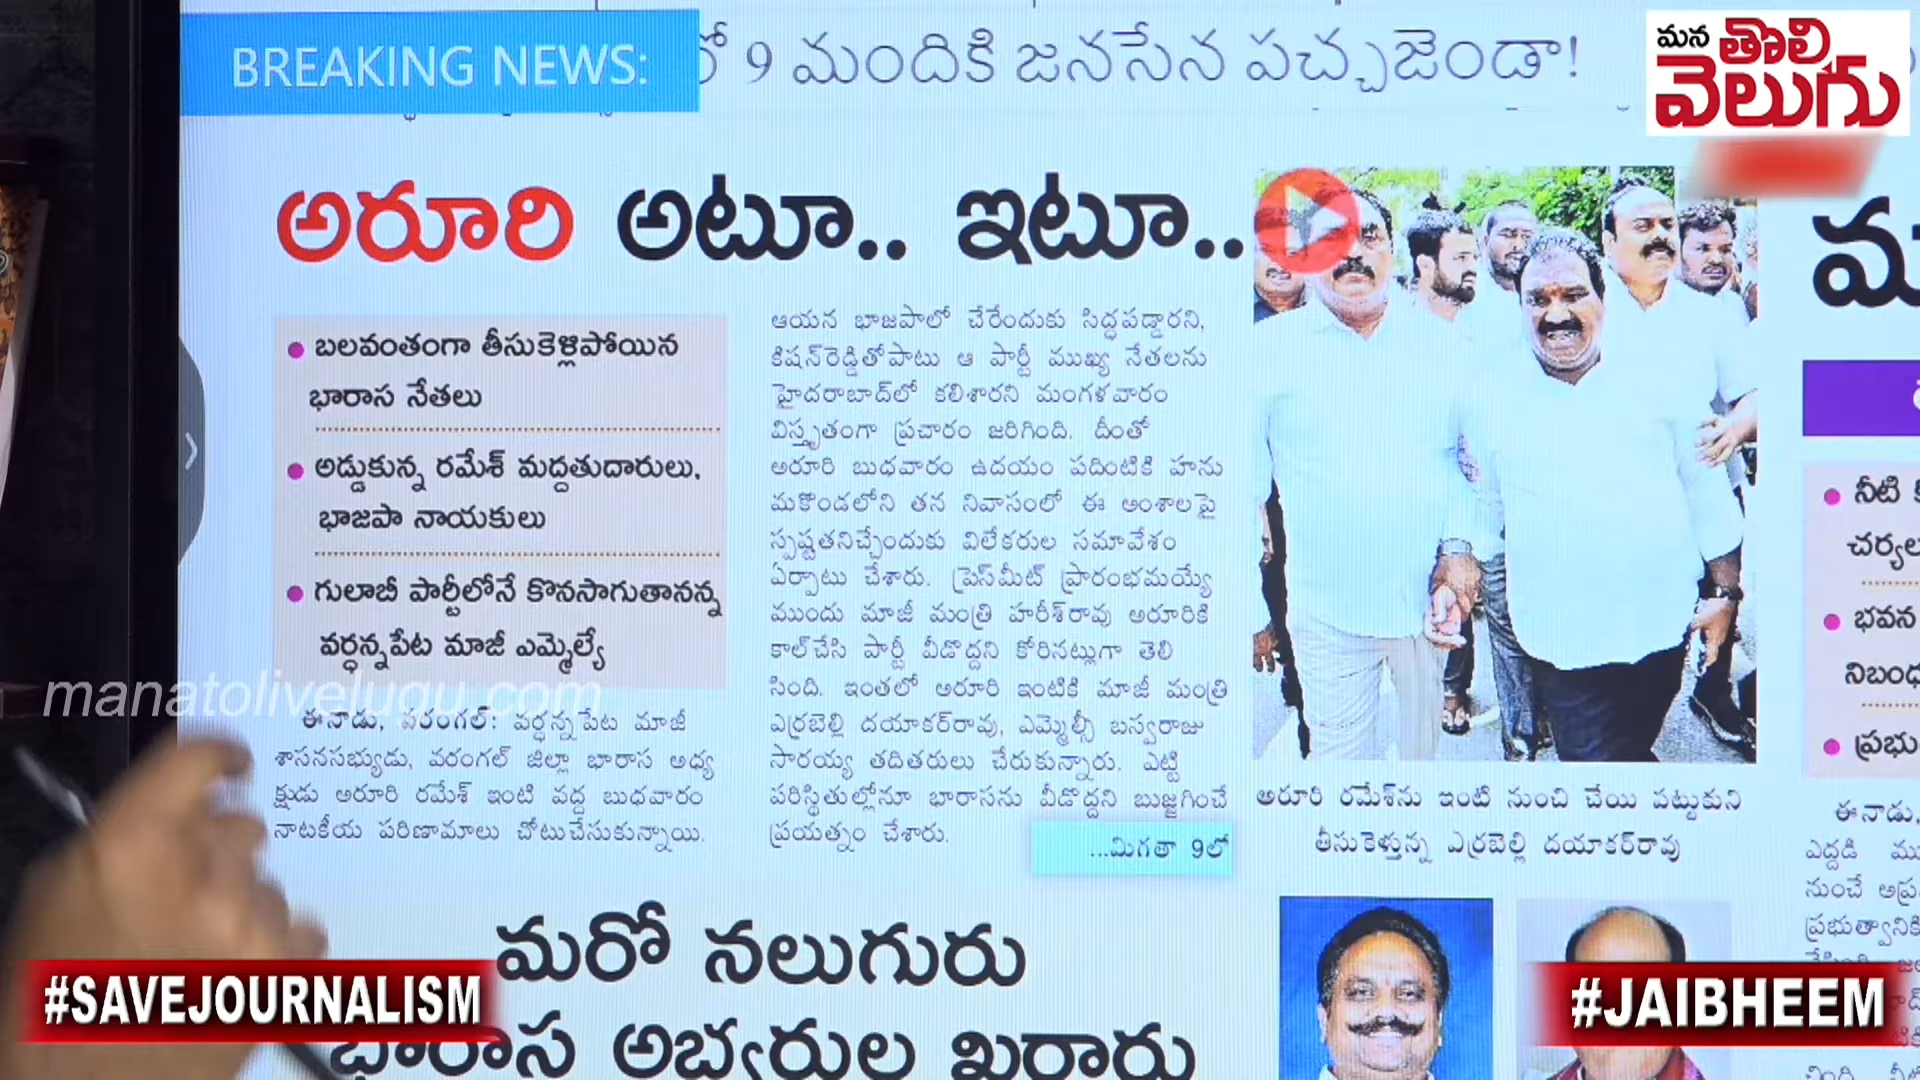 BREAKING NEWS:
లో 9 మందికి జనసేన పచ్చజెండా!
మన తొలి
వెలుగు
అరూరి అటూ.. ఇటూ..
బలవంతంగా తీసుకెళ్లిపోయిన
భారాస నేతలు
అడ్డుకున్న రమేశ్ మద్దతుదారులు,
భాజపా నాయకులు
గులాబీ పార్టీలోనే కొనసాగుతానన్న
వర్ధన్నపేట మాజీ ఎమ్మెల్యే
manatolivelugu.com
ఈనాడు, వరంగల్: వర్ధన్నపేట మాజీ
శాసనసభ్యుడు, వరంగల్ జిల్లా భారాస అధ్య
క్షుడు అరూరి రమేశ్ ఇంటి వద్ద బుధవారం
నాటకీయ పరిణామాలు చోటుచేసుకున్నాయి.
ఆయన భాజపాలో చేరేందుకు సిద్ధపడ్డారని,
కిషన్‌రెడ్డితోపాటు ఆ పార్టీ ముఖ్య నేతలను
హైదరాబాద్‌లో కలిశారని మంగళవారం
విస్తృతంగా ప్రచారం జరిగింది. దీంతో
అరూరి బుధవారం ఉదయం పదింటికి హను
మకొండలోని తన నివాసంలో ఈ అంశాలపై
స్పష్టతనిచ్చేందుకు విలేకరుల సమావేశం
ఏర్పాటు చేశారు. ప్రెస్‌మీట్ ప్రారంభమయ్యే
ముందు మాజీ మంత్రి హరీశ్‌రావు అరూరికి
కాల్‌చేసి పార్టీ వీడొద్దని కోరినట్లుగా తెలి
సింది. ఇంతలో అరూరి ఇంటికి మాజీ మంత్రి
ఎర్రబెల్లి దయాకర్‌రావు, ఎమ్మెల్సీ బస్వరాజు
సారయ్య తదితరులు చేరుకున్నారు. ఎట్టి
పరిస్థితుల్లోనూ భారాసను వీడొద్దని బుజ్జగించే
ప్రయత్నం చేశారు.
...మిగతా 9లో
అరూరి రమేశ్‌ను ఇంటి నుంచి చేయి పట్టుకుని
తీసుకెళ్తున్న ఎర్రబెల్లి దయాకర్‌రావు
మరో నలుగురు
భారాస అభ్యర్థుల ఖరారు
నీటి
భవన
నిబంధ
ప్రభు
ఈనాడు,
ఎద్దడి
నుంచే
ప్రభుత్వానికి
#SAVEJOURNALISM
#JAIBHEEM